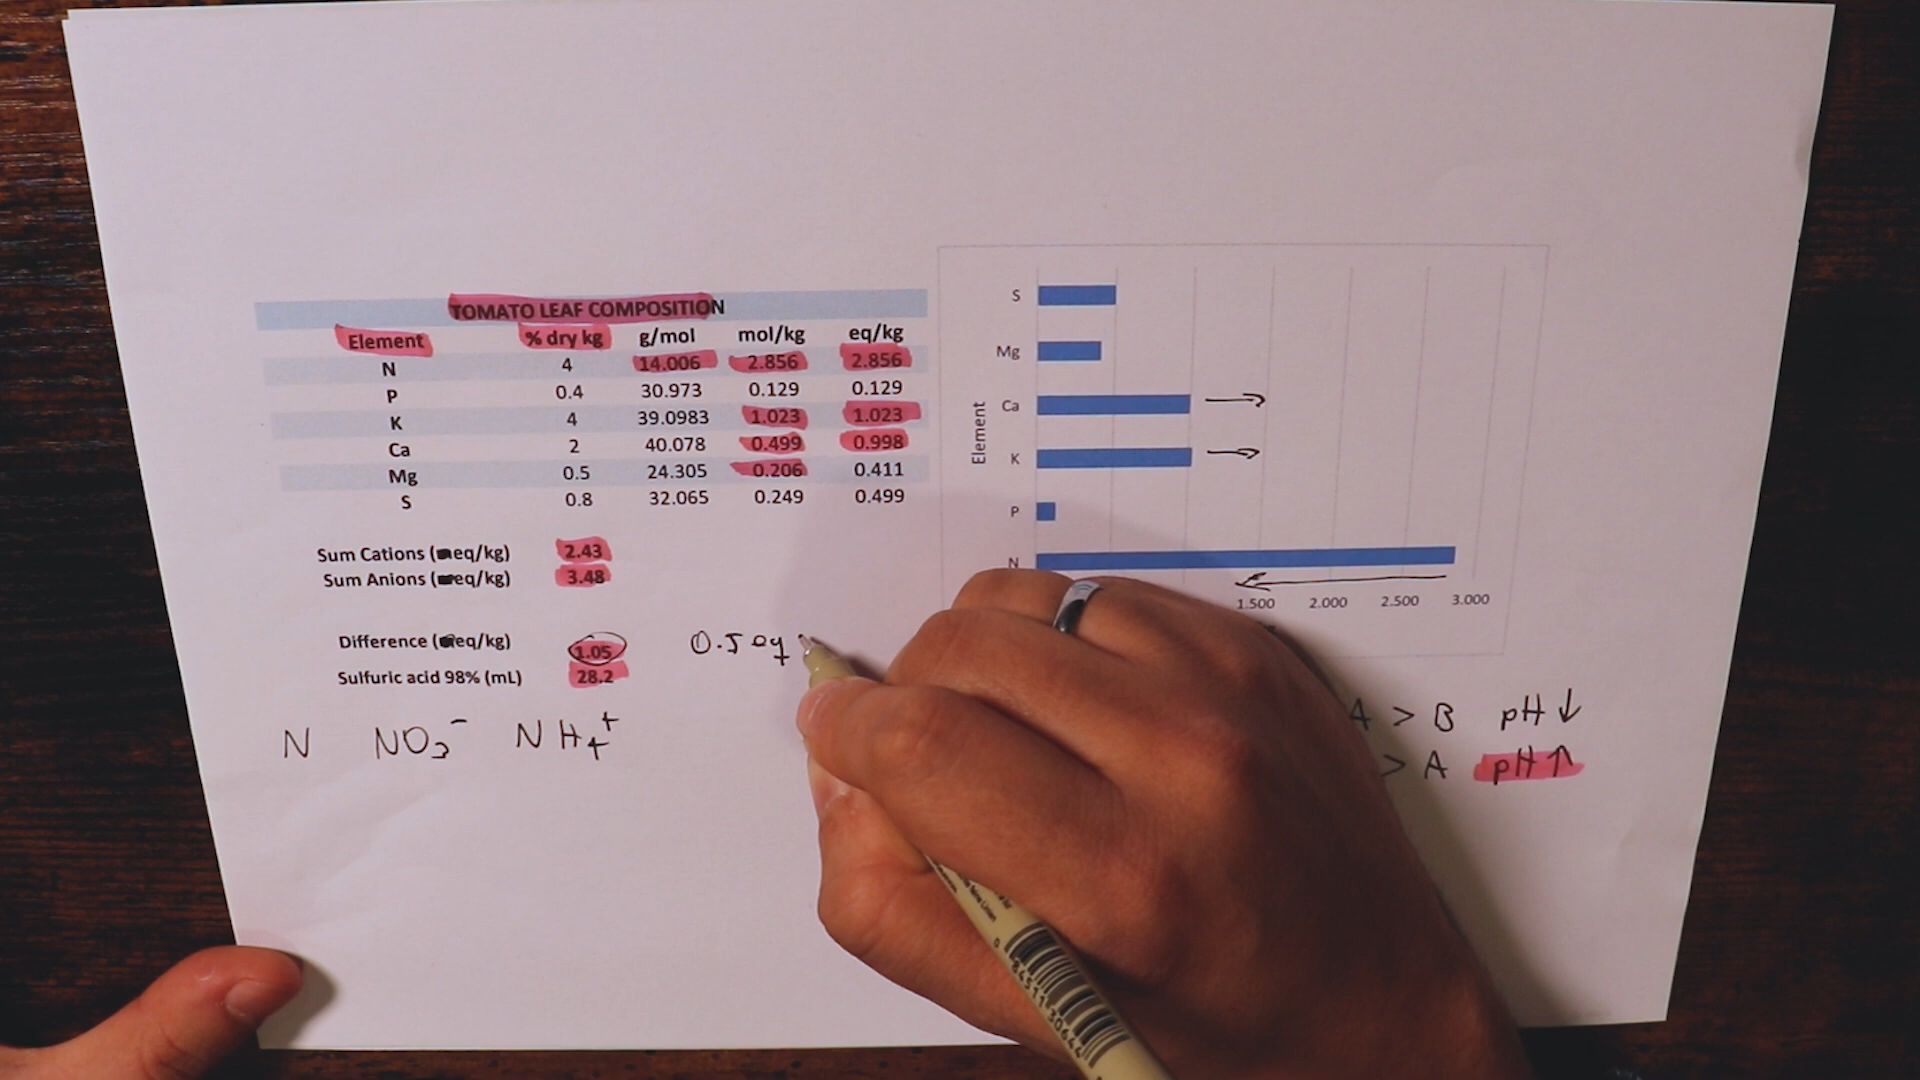 TOMATO LEAF COMPOSITION
Element % dry kg g/mol mol/kg eq/kg
N 4 14.006 2.856 2.856
P 0.4 30.973 0.129 0.129
K 4 39.0983 1.023 1.023
Ca 2 40.078 0.499 0.998
Mg 0.5 24.305 0.206 0.411
S 0.8 32.065 0.249 0.499
Sum Cations (eq/kg) 2.43
Sum Anions (eq/kg) 3.48
Difference (eq/kg) 1.05
Sulfuric acid 98% (mL) 28.2
0.5 eq
N NO3⁻ NH4⁺
S
Mg
Ca
K
P
N
Element
1.500 2.000 2.500 3.000
A > B pH ↓
> A pH ↑